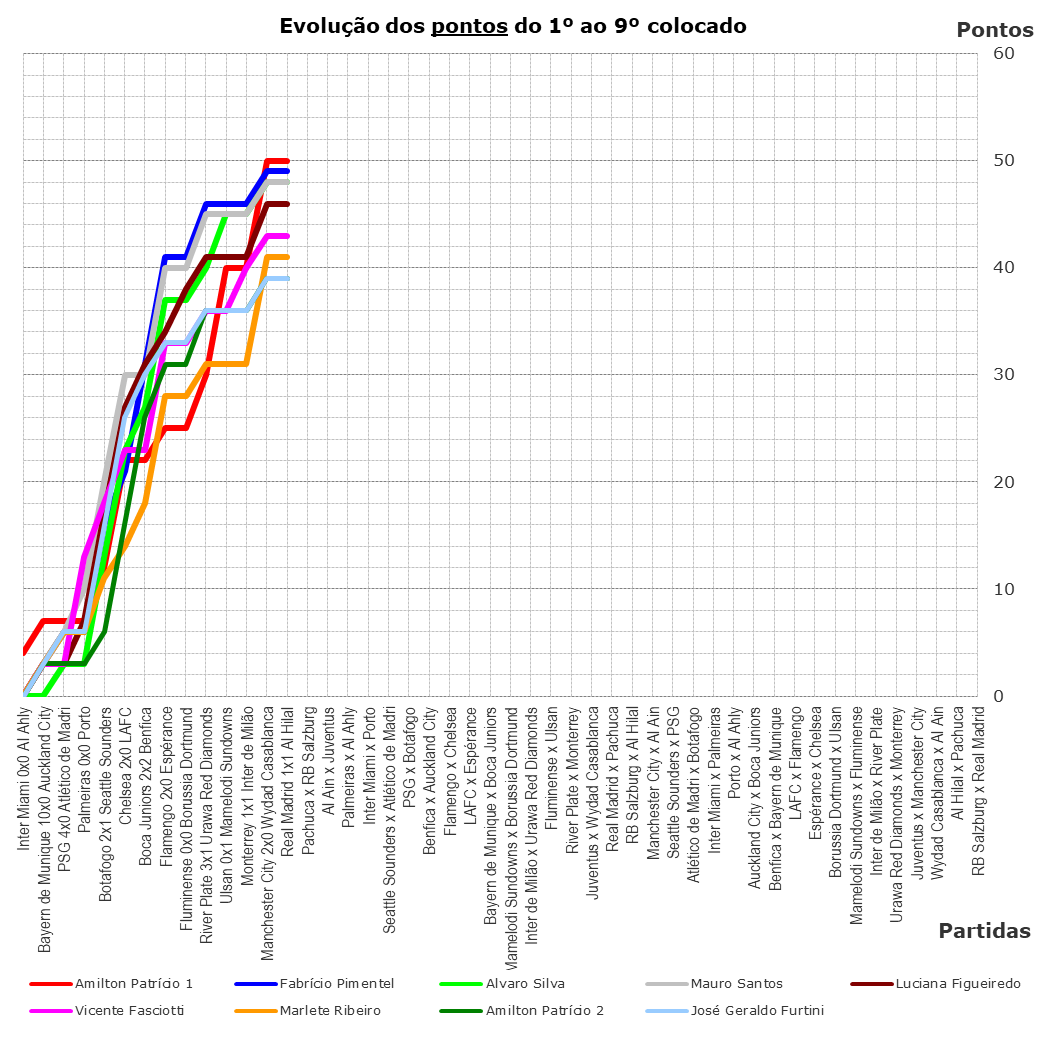 Evolução dos pontos do 1º ao 9º colocado
Pontos
60
50
40
30
20
10
0
Inter Miami 0x0 Al Ahly
Bayern de Munique 10x0 Auckland City
PSG 4x0 Atlético de Madri
Palmeiras 0x0 Porto
Botafogo 2x1 Seattle Sounders
Chelsea 2x0 LAFC
Boca Juniors 2x2 Benfica
Flamengo 2x0 Espérance
Fluminense 0x0 Borussia Dortmund
River Plate 3x1 Urawa Red Diamonds
Ulsan 0x1 Mamelodi Sundowns
Monterrey 1x1 Inter de Milão
Manchester City 2x0 Wydad Casablanca
Real Madrid 1x1 Al Hilal
Pachuca x RB Salzburg
Al Ain x Juventus
Palmeiras x Al Ahly
Inter Miami x Porto
Seattle Sounders x Atlético de Madri
PSG x Botafogo
Benfica x Auckland City
Flamengo x Chelsea
LAFC x Espérance
Bayern de Munique x Boca Juniors
Mamelodi Sundowns x Borussia Dortmund
Inter de Milão x Urawa Red Diamonds
Fluminense x Ulsan
River Plate x Monterrey
Juventus x Wydad Casablanca
Real Madrid x Pachuca
RB Salzburg x Al Hilal
Manchester City x Al Ain
Seattle Sounders x PSG
Atlético de Madri x Botafogo
Inter Miami x Palmeiras
Porto x Al Ahly
Auckland City x Boca Juniors
Benfica x Bayern de Munique
LAFC x Flamengo
Espérance x Chelsea
Borussia Dortmund x Ulsan
Mamelodi Sundowns x Fluminense
Inter de Milão x River Plate
Urawa Red Diamonds x Monterrey
Juventus x Manchester City
Wydad Casablanca x Al Ain
Al Hilal x Pachuca
RB Salzburg x Real Madrid
Partidas
Amilton Patrício 1
Fabrício Pimentel
Alvaro Silva
Mauro Santos
Luciana Figueiredo
Vicente Fasciotti
Marlete Ribeiro
Amilton Patrício 2
José Geraldo Furtini